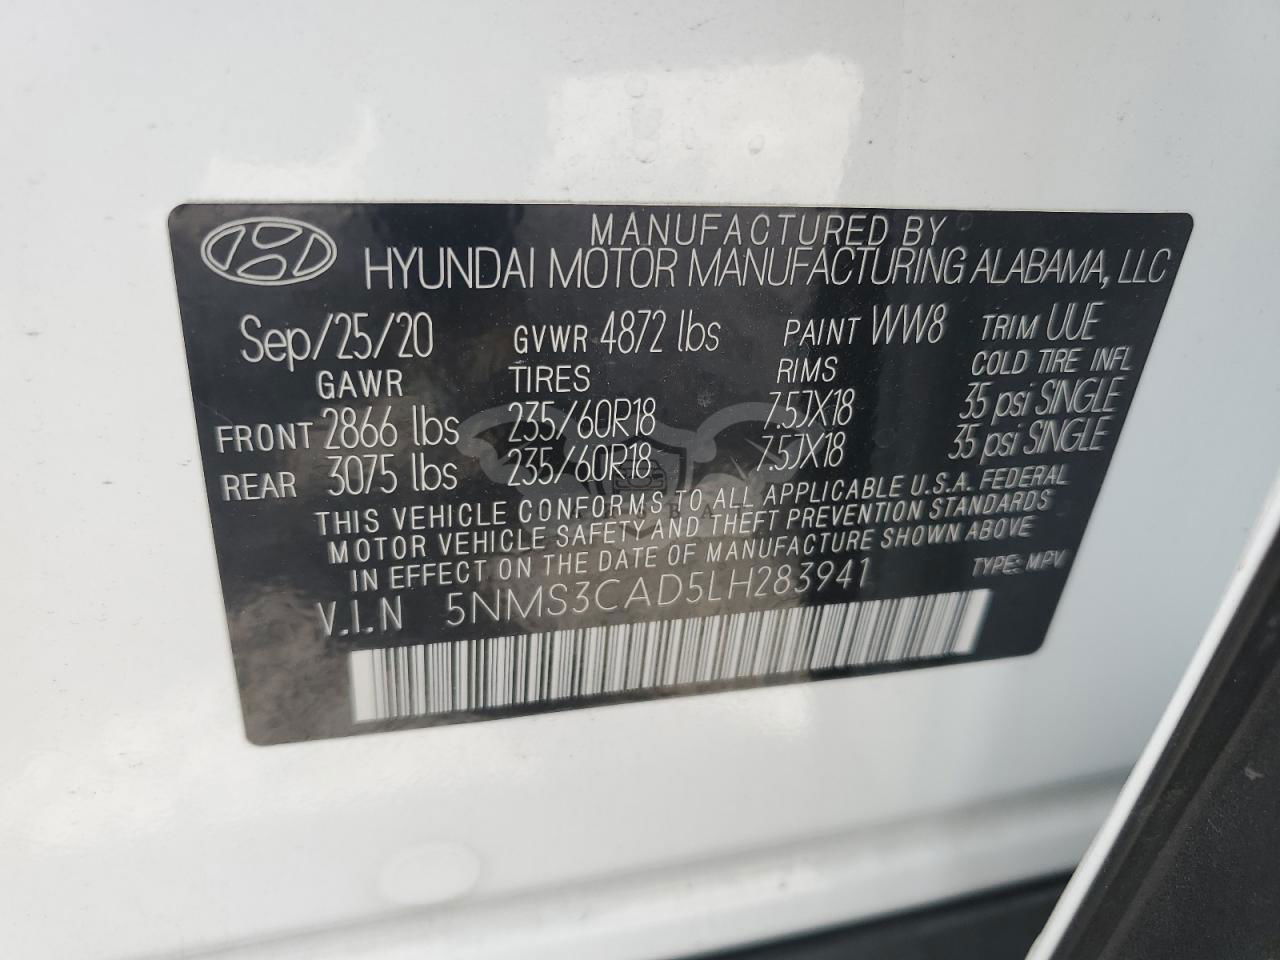 MANUFACTURED BY
HYUNDAI MOTOR MANUFACTURING ALABAMA, LLC
Sep/25/20 GVWR 4872 lbs PAINT WW8 TRIM UUE
GAWR TIRES RIMS COLD TIRE INFL
FRONT 2866 lbs 235/60R18 7.5JX18 35 psi SINGLE
REAR 3075 lbs 235/60R18 7.5JX18 35 psi SINGLE
THIS VEHICLE CONFORMS TO ALL APPLICABLE U.S.A. FEDERAL
MOTOR VEHICLE SAFETY AND THEFT PREVENTION STANDARDS
IN EFFECT ON THE DATE OF MANUFACTURE SHOWN ABOVE
V.I.N 5NMS3CAD5LH283941 TYPE: MPV